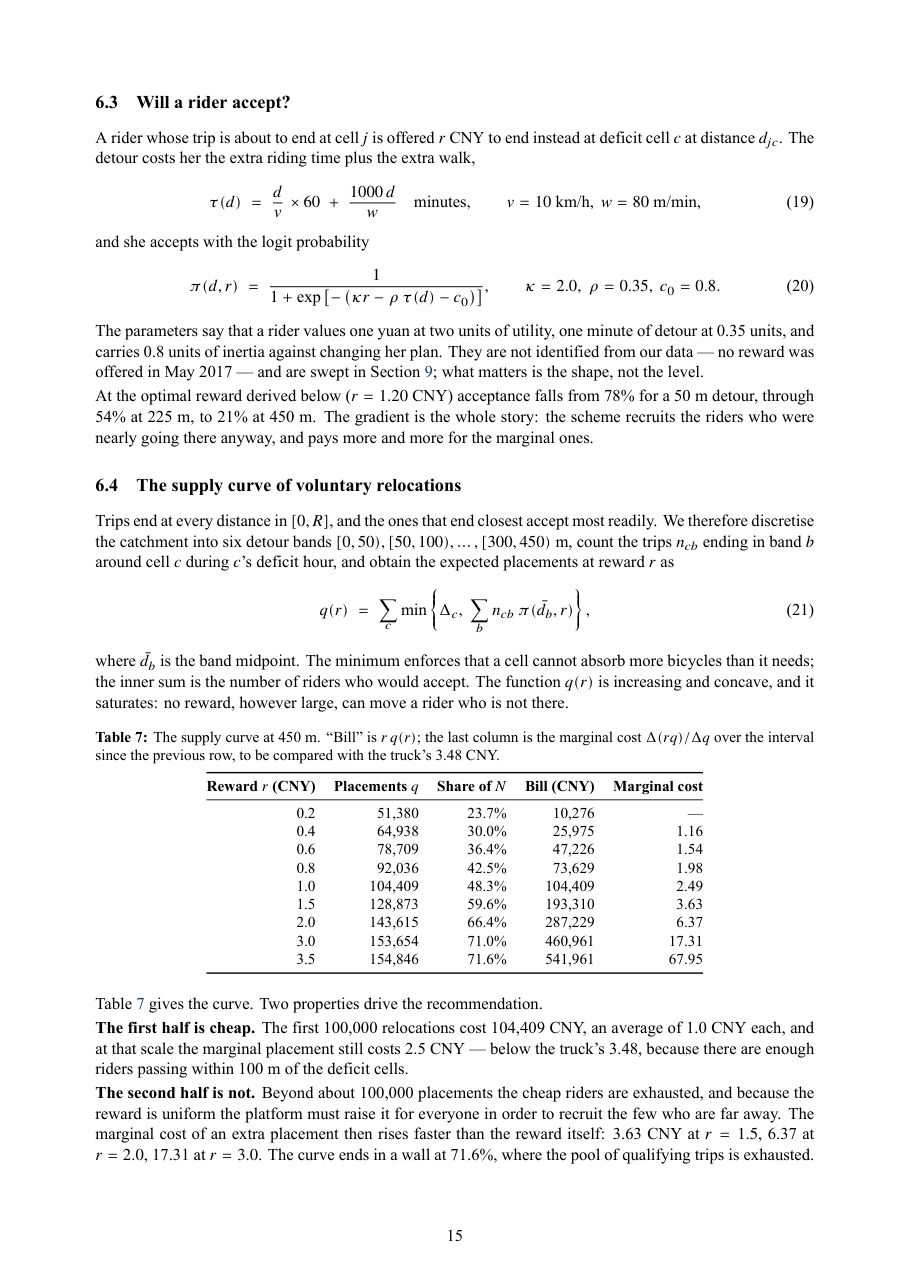 6.3 Will a rider accept?
A rider whose trip is about to end at cell j is offered r CNY to end instead at deficit cell c at distance d_{jc}. The
detour costs her the extra riding time plus the extra walk,
τ(d) = d/v × 60 + 1000 d/w minutes, v = 10 km/h, w = 80 m/min, (19)
and she accepts with the logit probability
π(d, r) = 1 / (1 + exp[−(κr − ρ τ(d) − c_0)]), κ = 2.0, ρ = 0.35, c_0 = 0.8. (20)
The parameters say that a rider values one yuan at two units of utility, one minute of detour at 0.35 units, and
carries 0.8 units of inertia against changing her plan. They are not identified from our data — no reward was
offered in May 2017 — and are swept in Section 9; what matters is the shape, not the level.
At the optimal reward derived below (r = 1.20 CNY) acceptance falls from 78% for a 50 m detour, through
54% at 225 m, to 21% at 450 m. The gradient is the whole story: the scheme recruits the riders who were
nearly going there anyway, and pays more and more for the marginal ones.
6.4 The supply curve of voluntary relocations
Trips end at every distance in [0, R], and the ones that end closest accept most readily. We therefore discretise
the catchment into six detour bands [0, 50), [50, 100), … , [300, 450) m, count the trips n_{cb} ending in band b
around cell c during c's deficit hour, and obtain the expected placements at reward r as
q(r) = ∑_c min {Δ_c, ∑_b n_{cb} π(d̄_b, r)}, (21)
where d̄_b is the band midpoint. The minimum enforces that a cell cannot absorb more bicycles than it needs;
the inner sum is the number of riders who would accept. The function q(r) is increasing and concave, and it
saturates: no reward, however large, can move a rider who is not there.
Table 7: The supply curve at 450 m. “Bill” is r q(r); the last column is the marginal cost Δ(rq)/Δq over the interval
since the previous row, to be compared with the truck's 3.48 CNY.
Reward r (CNY) Placements q Share of N Bill (CNY) Marginal cost
0.2 51,380 23.7% 10,276 —
0.4 64,938 30.0% 25,975 1.16
0.6 78,709 36.4% 47,226 1.54
0.8 92,036 42.5% 73,629 1.98
1.0 104,409 48.3% 104,409 2.49
1.5 128,873 59.6% 193,310 3.63
2.0 143,615 66.4% 287,229 6.37
3.0 153,654 71.0% 460,961 17.31
3.5 154,846 71.6% 541,961 67.95
Table 7 gives the curve. Two properties drive the recommendation.
The first half is cheap. The first 100,000 relocations cost 104,409 CNY, an average of 1.0 CNY each, and
at that scale the marginal placement still costs 2.5 CNY — below the truck's 3.48, because there are enough
riders passing within 100 m of the deficit cells.
The second half is not. Beyond about 100,000 placements the cheap riders are exhausted, and because the
reward is uniform the platform must raise it for everyone in order to recruit the few who are far away. The
marginal cost of an extra placement then rises faster than the reward itself: 3.63 CNY at r = 1.5, 6.37 at
r = 2.0, 17.31 at r = 3.0. The curve ends in a wall at 71.6%, where the pool of qualifying trips is exhausted.
15